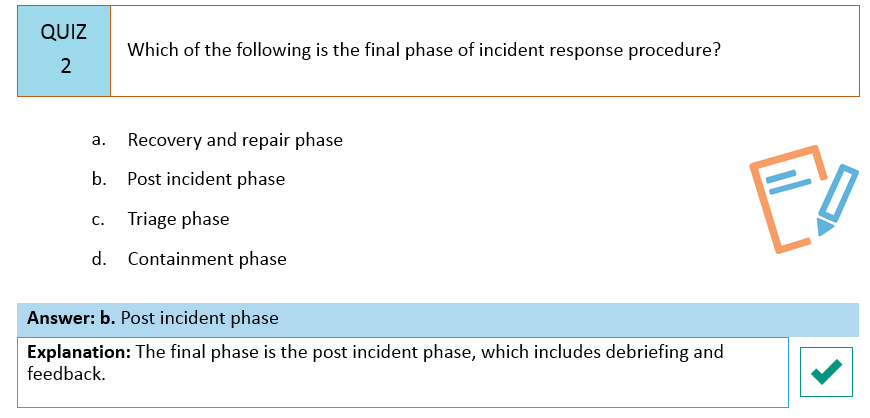 QUIZ
2
Which of the following is the final phase of incident response procedure?
a. Recovery and repair phase
b. Post incident phase
c. Triage phase
d. Containment phase
Answer: b. Post incident phase
Explanation: The final phase is the post incident phase, which includes debriefing and
feedback.